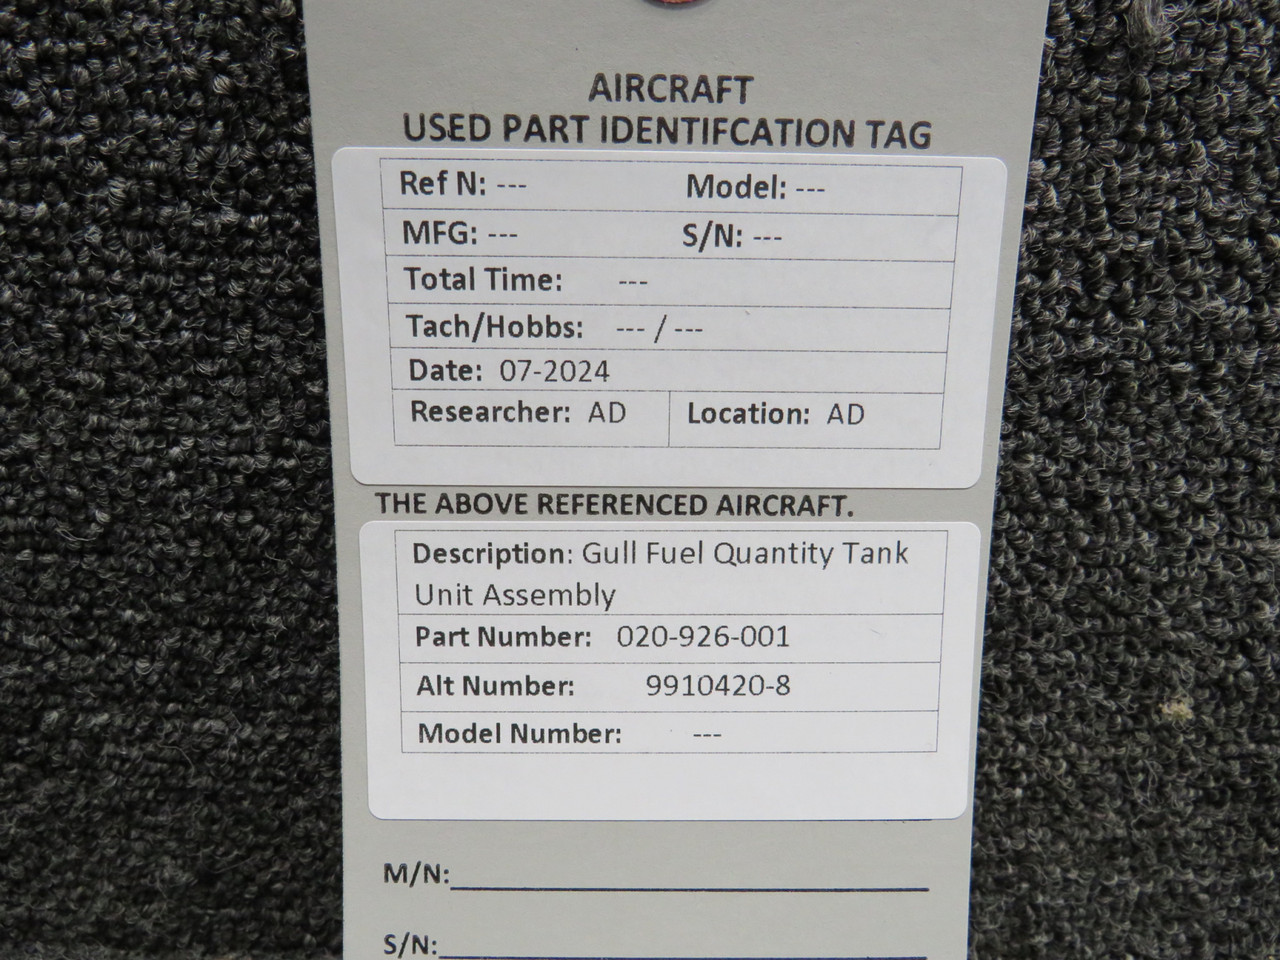 AIRCRAFT
USED PART IDENTIFCATION TAG
Ref N: --- Model: ---
MFG: --- S/N: ---
Total Time: ---
Tach/Hobbs: --- / ---
Date: 07-2024
Researcher: AD Location: AD
THE ABOVE REFERENCED AIRCRAFT.
Description: Gull Fuel Quantity Tank
Unit Assembly
Part Number: 020-926-001
Alt Number: 9910420-8
Model Number: ---
M/N:
S/N: